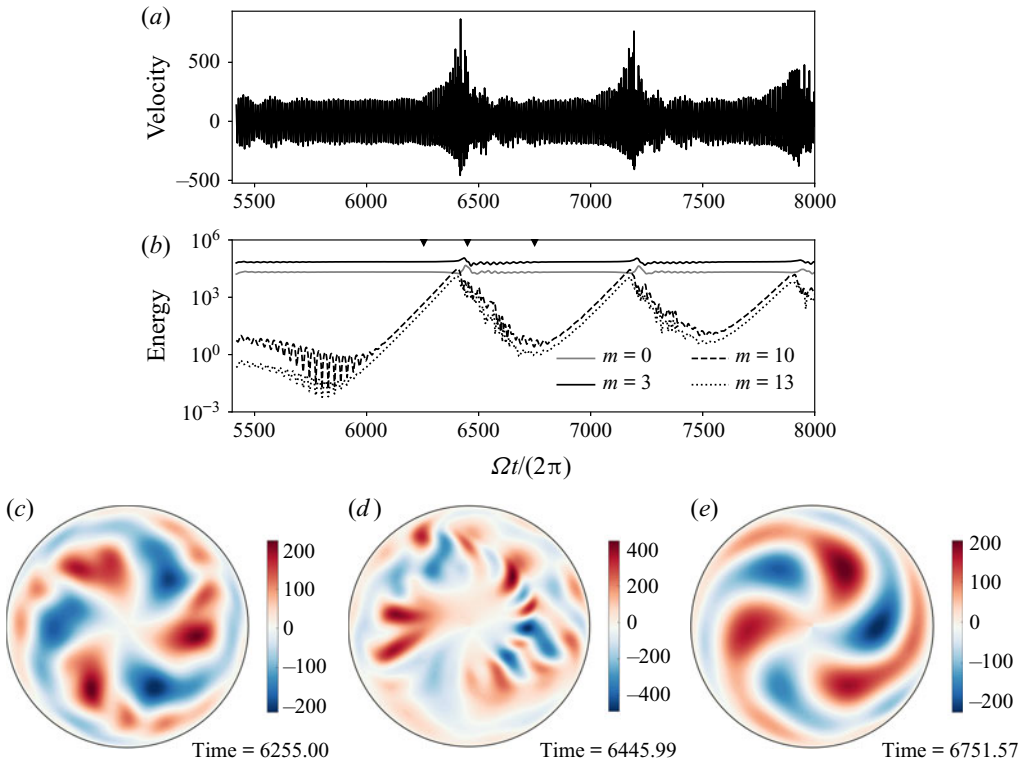 (a)
Velocity
500
0
–500
5500 6000 6500 7000 7500 8000
(b)
Energy
10^6
10^3
10^0
10^–3
m = 0 m = 10
m = 3 m = 13
5500 6000 6500 7000 7500 8000
Ωt/(2π)
(c)
200
100
0
–100
–200
Time = 6255.00
(d)
400
200
0
–200
–400
Time = 6445.99
(e)
200
100
0
–100
–200
Time = 6751.57